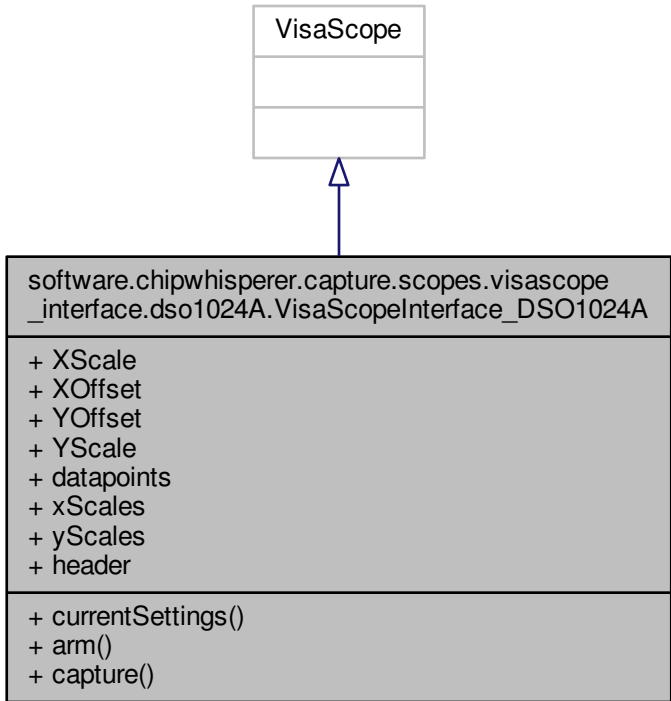 VisaScope
software.chipwhisperer.capture.scopes.visascope
_interface.dso1024A.VisaScopeInterface_DSO1024A
+ XScale
+ XOffset
+ YOffset
+ YScale
+ datapoints
+ xScales
+ yScales
+ header
+ currentSettings()
+ arm()
+ capture()